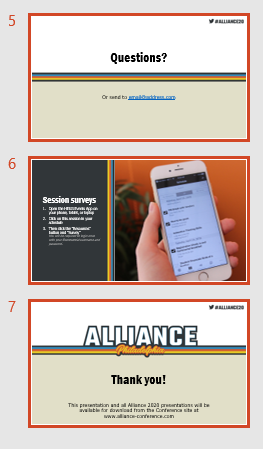 5
#ALLIANCE20
Questions?
Or send to email@address.com
6
Session surveys
1. Open the HEUG Events App on
your phone, tablet, or laptop
2. Click on this session in your
schedule
3. Then click the "Resources"
button and "Survey"
7
#ALLIANCE20
ALLIANCE
Philadelphia
Thank you!
This presentation and all Alliance 2020 presentations will be
available for download from the Conference site at
www.alliance-conference.com